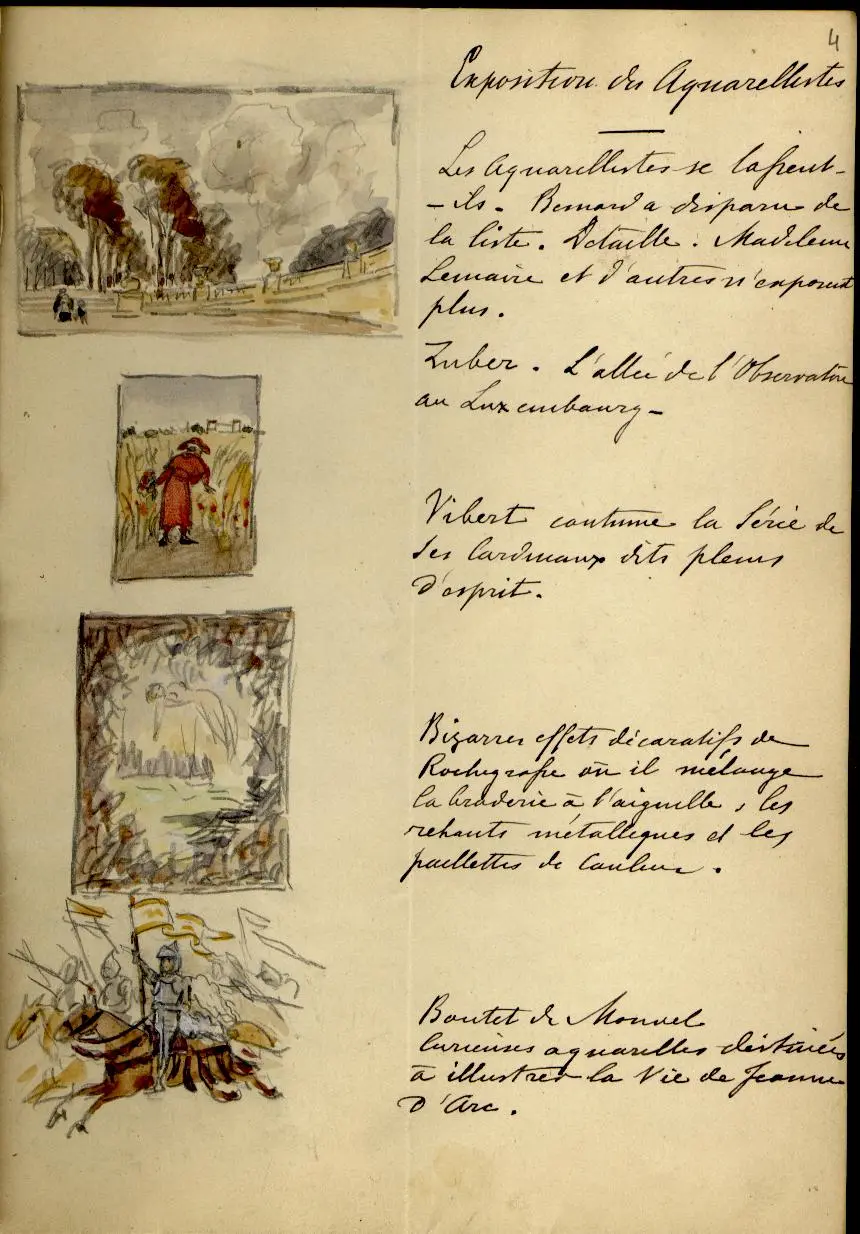 4
Exposition des Aquarellistes
Les Aquarellistes se
- ils - Besnard a disparu de
la liste. Detaille. Madeleine
Lemaire et d'autres n'exposent
plus.
Zuber. L'allée de l'Observatoire
au Luxembourg -
Vibert continue la Série de
ses Cardinaux dits pleins
d'esprit.
Bizarres effets décoratifs de
Rochegrosse où il mélange
la broderie à l'aiguille, les
rehauts métalliques et les
paillettes de couleur.
Boutet de Monvel
Curieuses aquarelles destinées
à illustrer la Vie de Jeanne
D'Arc.